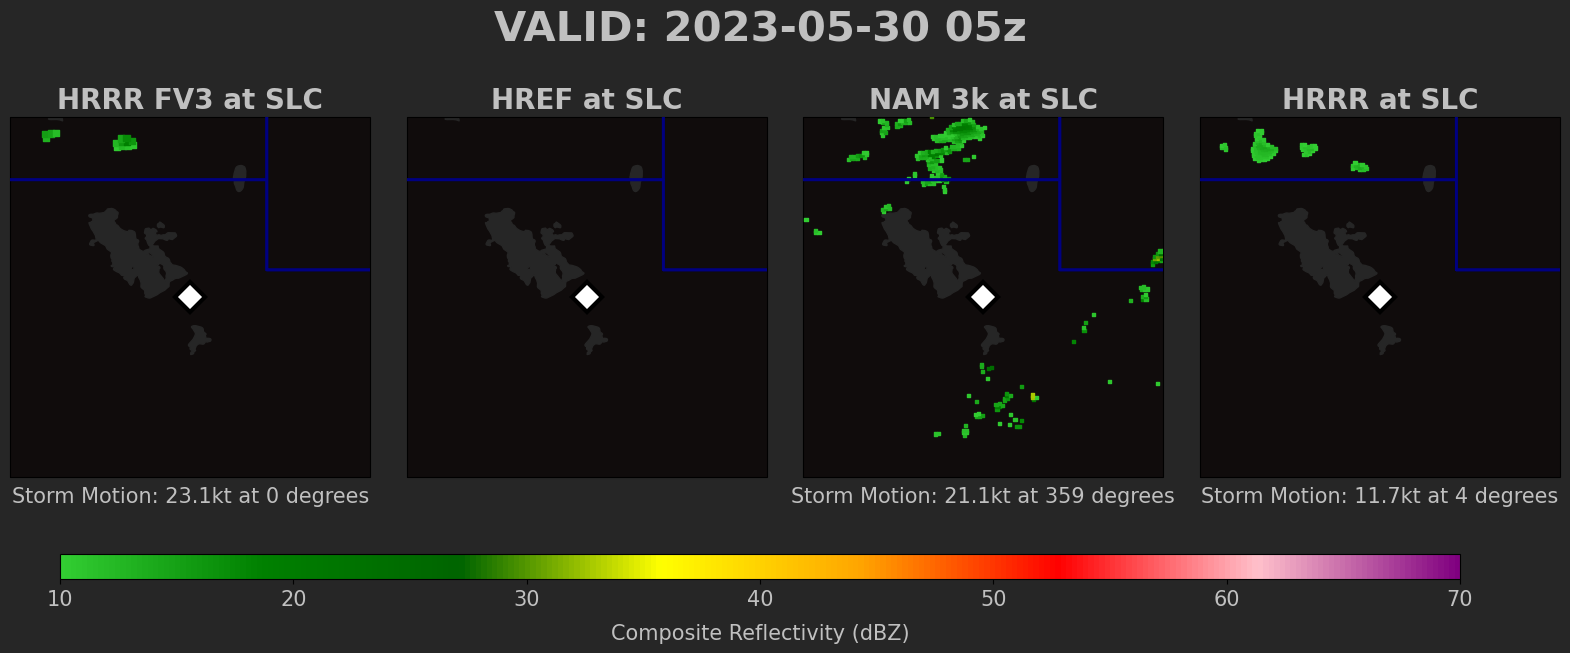 VALID: 2023-05-30 05z
HRRR FV3 at SLC
HREF at SLC
NAM 3k at SLC
HRRR at SLC
Storm Motion: 23.1kt at 0 degrees
Storm Motion: 21.1kt at 359 degrees
Storm Motion: 11.7kt at 4 degrees
10 20 30 40 50 60 70
Composite Reflectivity (dBZ)